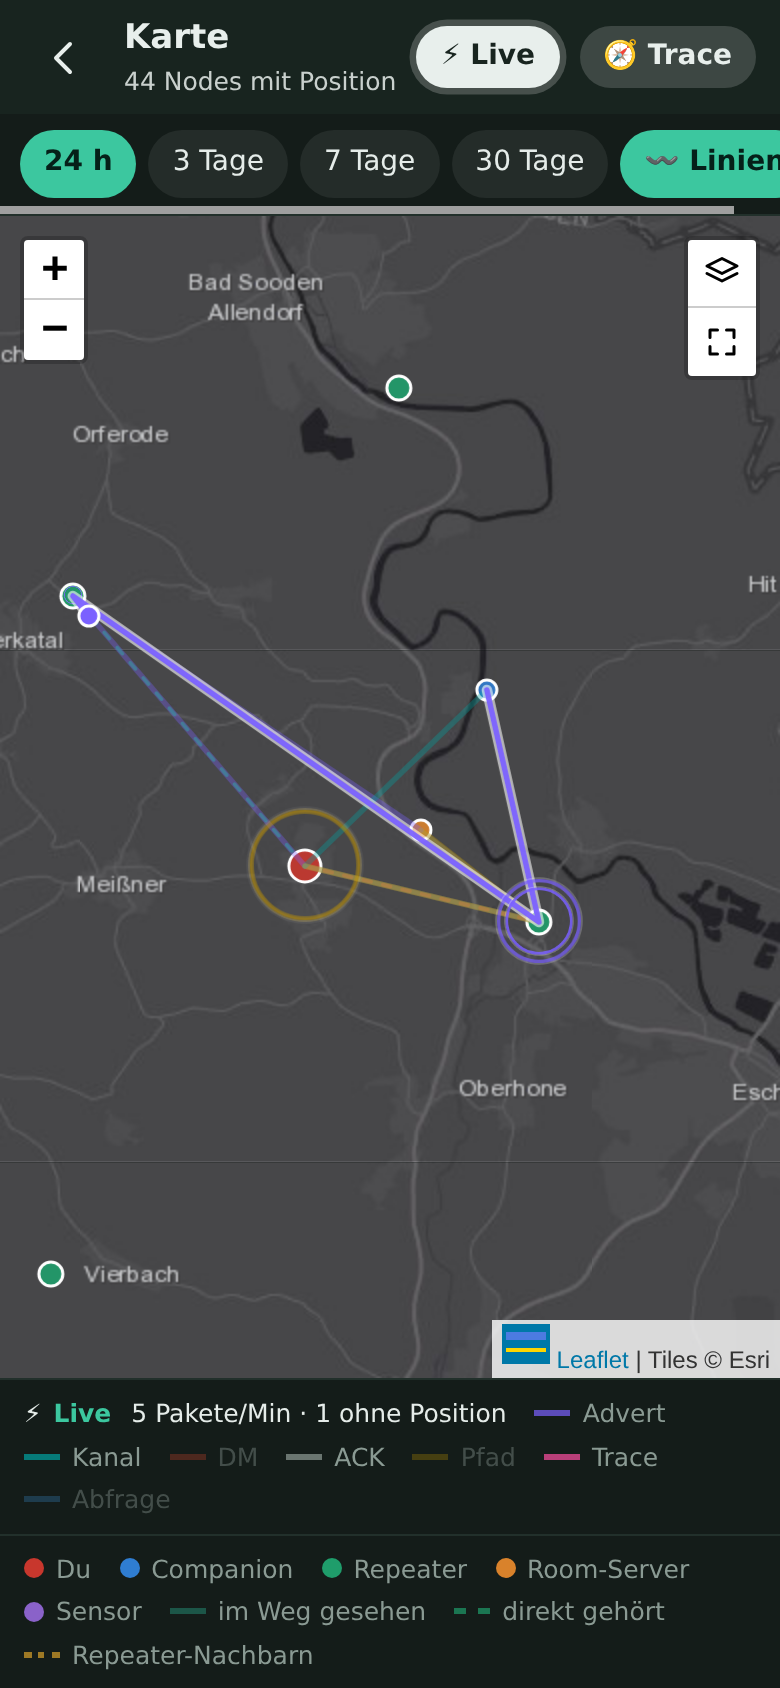 Karte
44 Nodes mit Position
⚡ Live
🧭 Trace
24 h
3 Tage
7 Tage
30 Tage
〰️ Linien
+
−
Bad Sooden
Allendorf
Orferode
Hit
erkatal
Meißner
Oberhone
Esch
Vierbach
Leaflet | Tiles © Esri
⚡ Live 5 Pakete/Min · 1 ohne Position Advert
Kanal DM ACK Pfad Trace
Abfrage
Du Companion Repeater Room-Server
Sensor im Weg gesehen direkt gehört
Repeater-Nachbarn